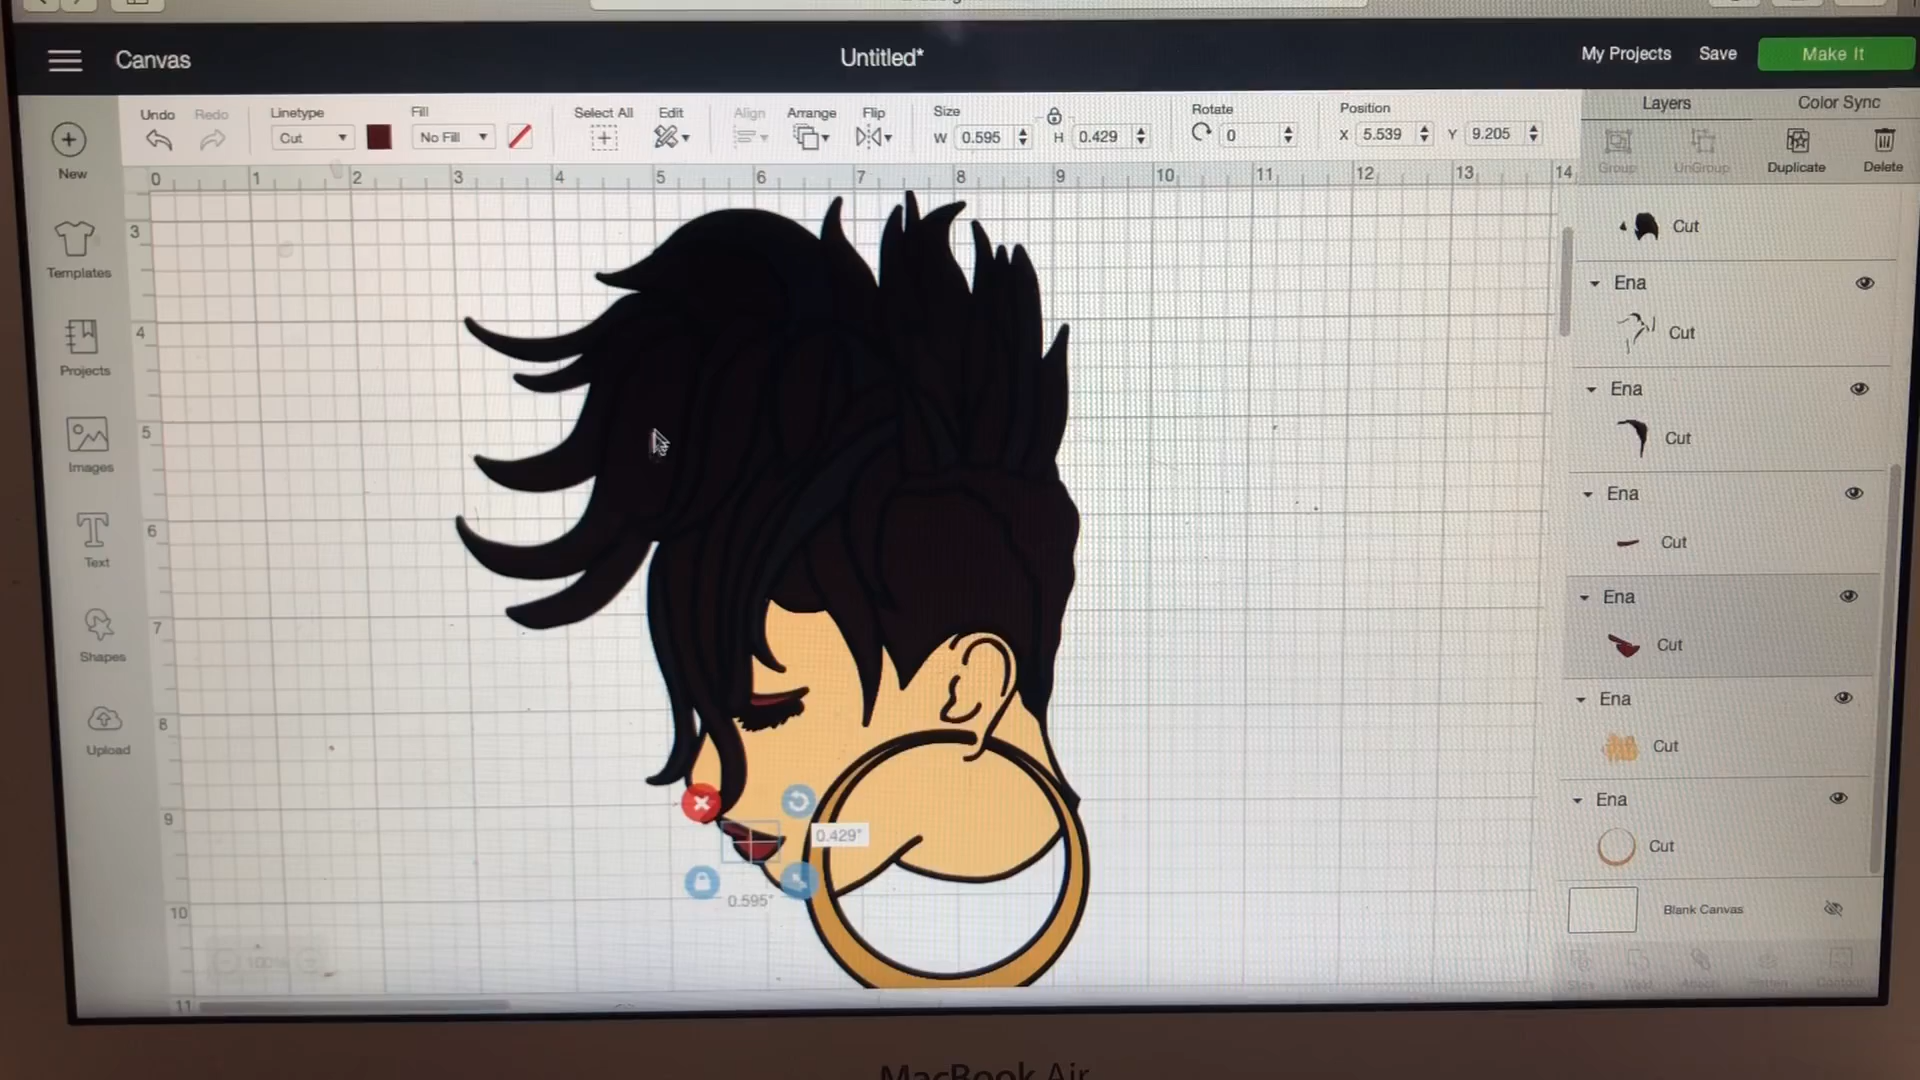 Canvas
Untitled*
My Projects
Save
Make It
Undo
Redo
Linetype
Cut
Fill
No Fill
Select All
Edit
Align
Arrange
Flip
Size
W 0.595
H 0.429
Rotate
0
Position
X 5.539
Y 9.205
Layers
Color Sync
Group
UnGroup
Duplicate
Delete
New
Templates
Projects
Images
Text
Shapes
Upload
0 1 2 3 4 5 6 7 8 9 10 11 12 13 14
3
4
5
6
7
8
9
10
11
0.429"
0.595"
100%
Cut
Ena
Cut
Ena
Cut
Ena
Cut
Ena
Cut
Ena
Cut
Ena
Cut
Blank Canvas
MacBook Air